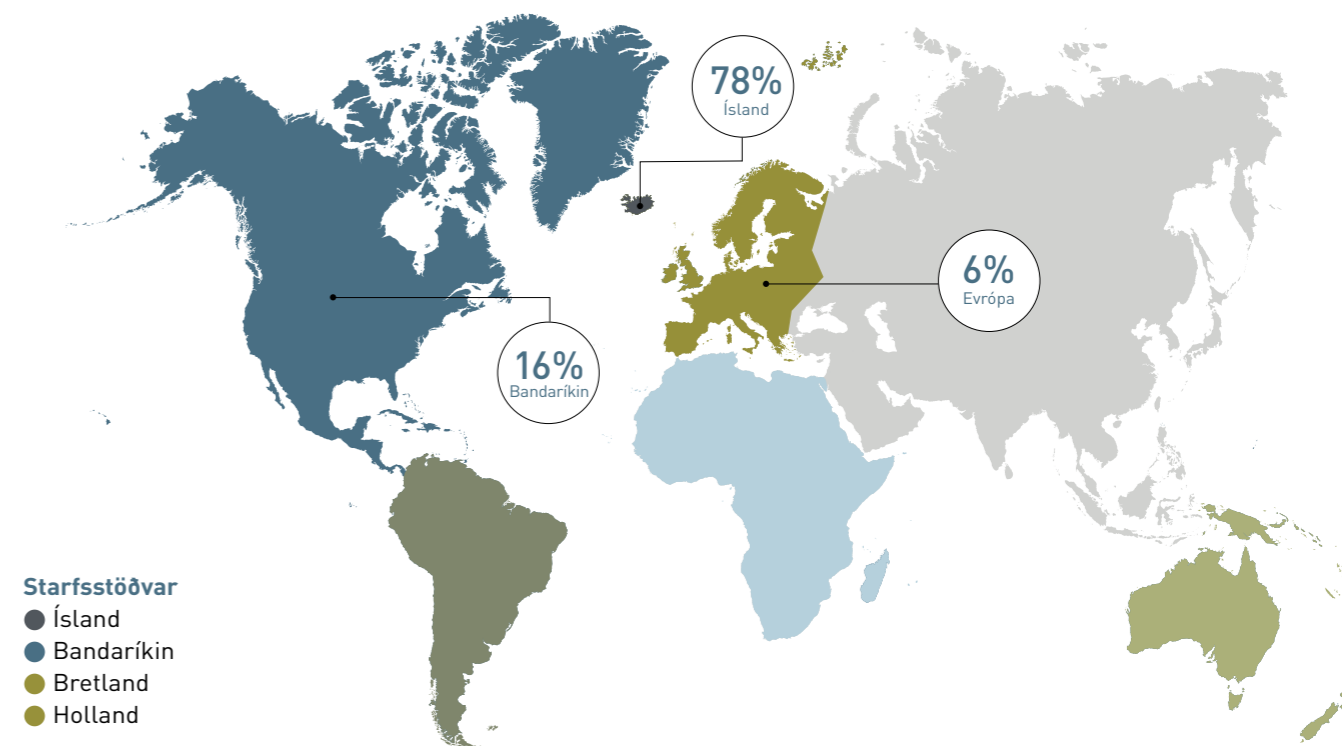 78%
Ísland
6%
Evrópa
16%
Bandaríkin
Starfsstöðvar
Ísland
Bandaríkin
Bretland
Holland